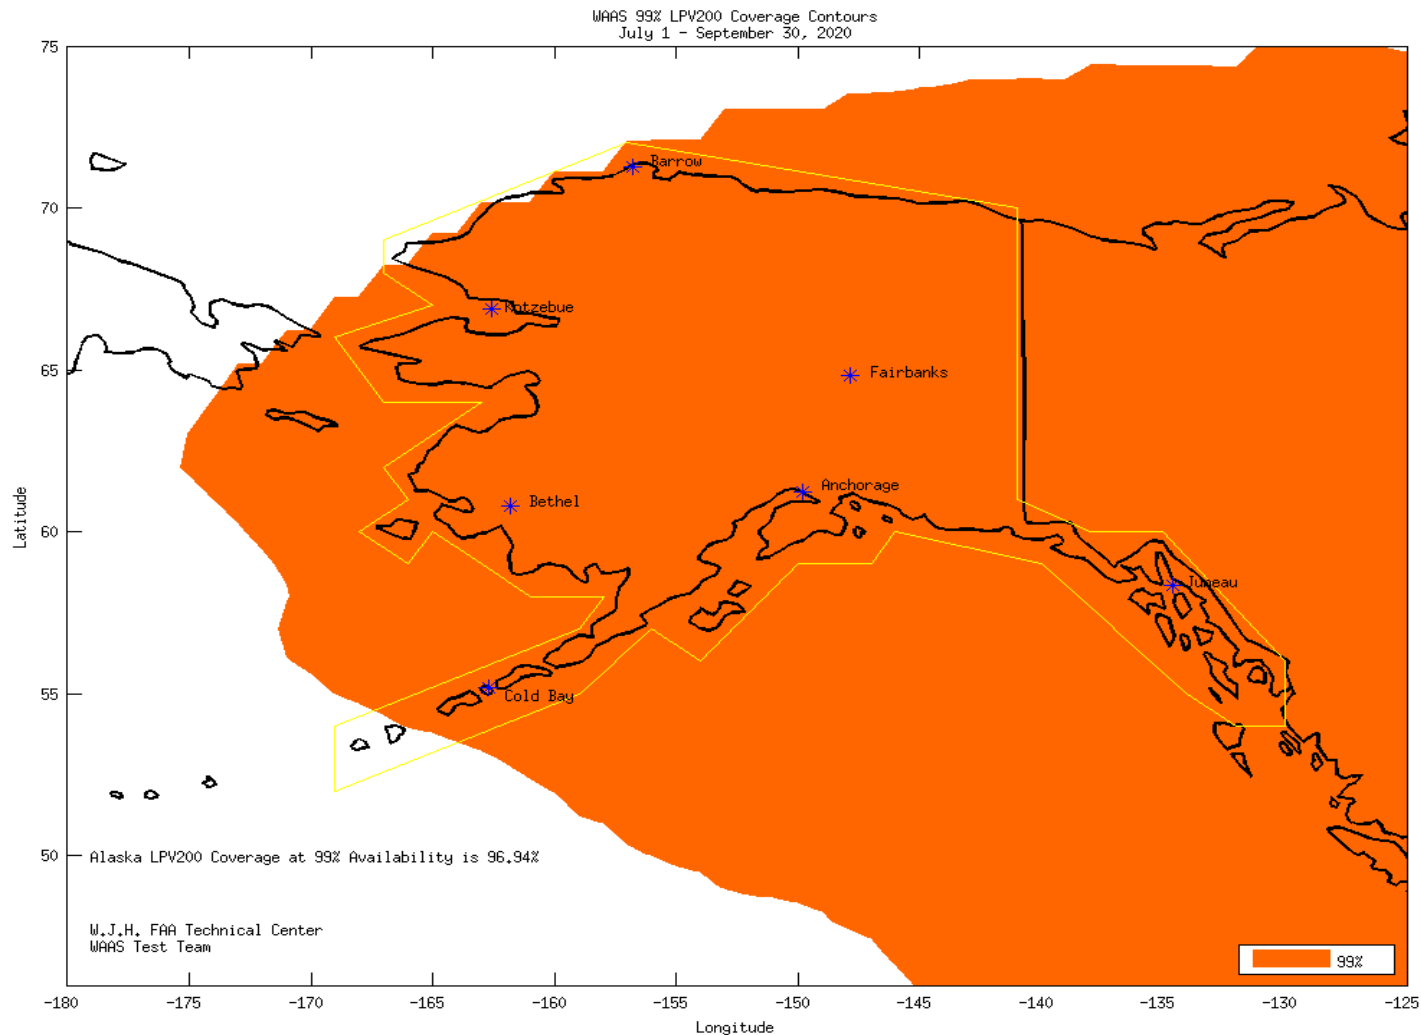 WAAS 99% LPV200 Coverage Contours
July 1 - September 30, 2020
75
70
65
60
55
50
Latitude
Barrow
Kotzebue
Fairbanks
Anchorage
Bethel
Juneau
Cold Bay
Alaska LPV200 Coverage at 99% Availability is 96.94%
W.J.H. FAA Technical Center
WAAS Test Team
99%
-180
-175
-170
-165
-160
-155
-150
-145
-140
-135
-130
-125
Longitude